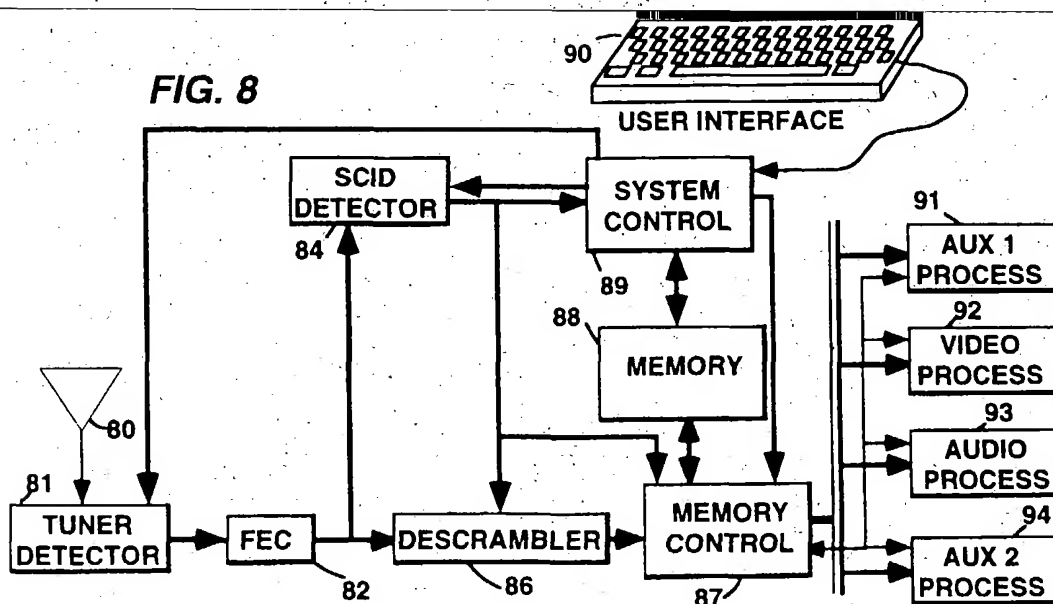 FIG. 8
90
USER INTERFACE
SCID
DETECTOR
84
SYSTEM
CONTROL
89
88
MEMORY
80
81
TUNER
DETECTOR
FEC
82
DESCRAMBLER
86
MEMORY
CONTROL
87
91
AUX 1
PROCESS
92
VIDEO
PROCESS
93
AUDIO
PROCESS
94
AUX 2
PROCESS